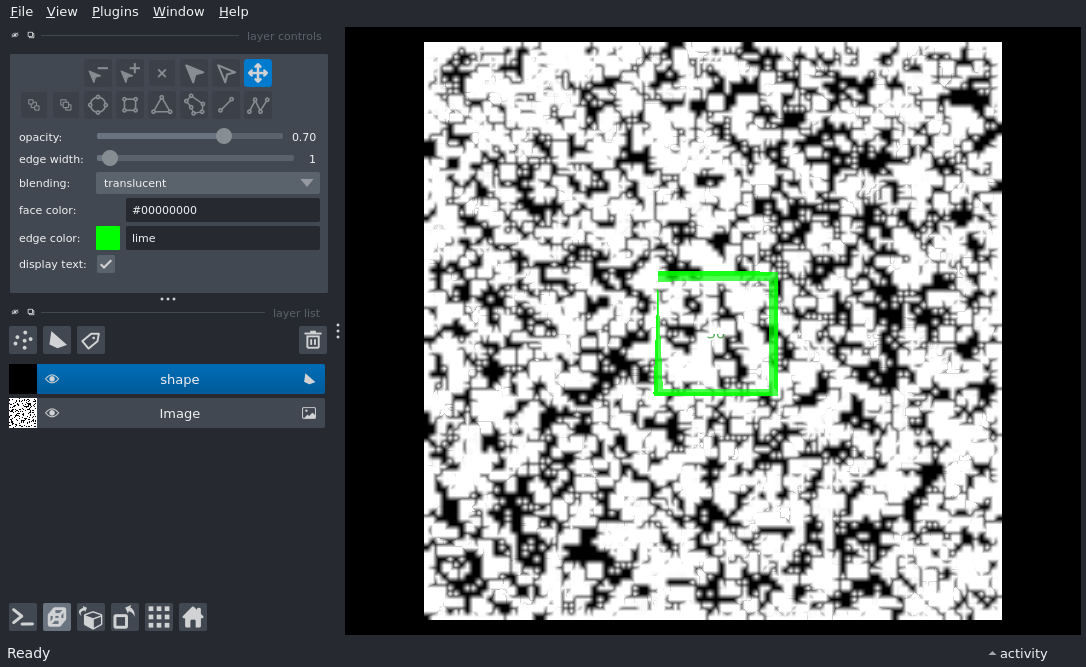 File View Plugins Window Help
layer controls
opacity: 0.70
edge width: 1
blending: translucent
face color: #00000000
edge color: lime
display text:
layer list
shape
Image
Ready
activity